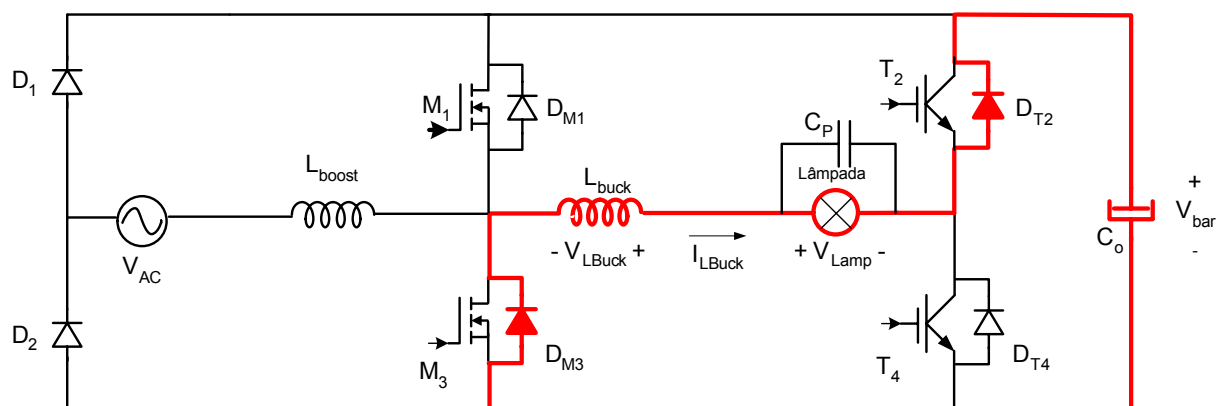 D1
M1
DM1
T2
DT2
CP
Lboost
Lbuck
Lâmpada
+
Vbar
-
Co
VAC
- VLBuck +
ILBuck
+ VLamp -
D2
M3
DM3
T4
DT4